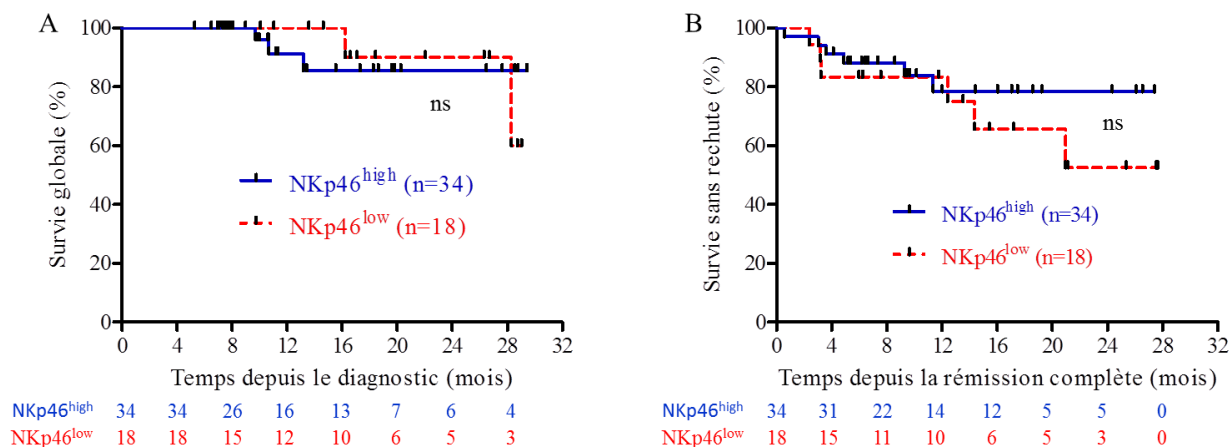 A
Survie globale (%)
100
80
60
40
20
0
ns
NKp46high (n=34)
NKp46low (n=18)
0 4 8 12 16 20 24 28 32
Temps depuis le diagnostic (mois)
NKp46high 34 34 26 16 13 7 6 4
NKp46low 18 18 15 12 10 6 5 3
B
Survie sans rechute (%)
100
80
60
40
20
0
ns
NKp46high (n=34)
NKp46low (n=18)
0 4 8 12 16 20 24 28 32
Temps depuis la rémission complète (mois)
NKp46high 34 31 22 14 12 5 5 0
NKp46low 18 15 11 10 6 5 3 0